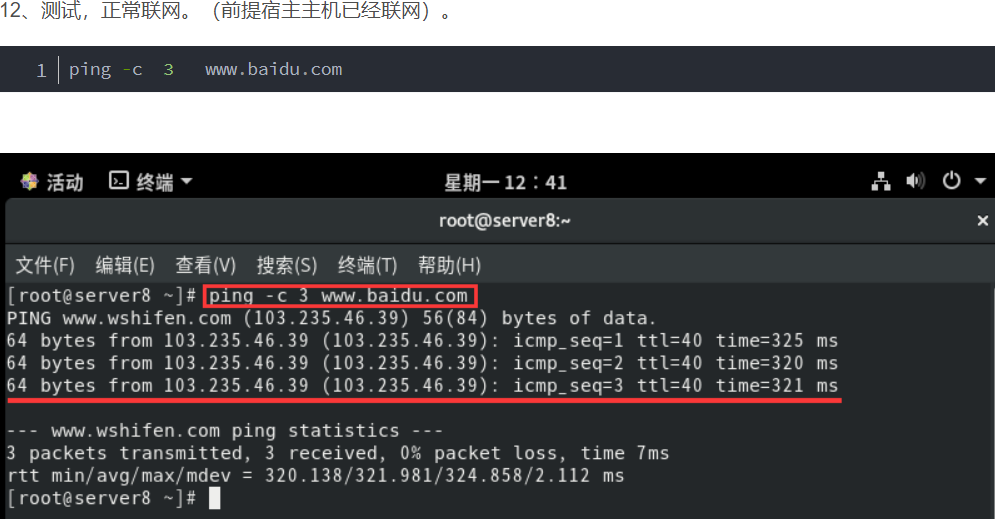 12、测试，正常联网。（前提宿主主机已经联网）。
1 ping -c 3 www.baidu.com
活动 终端 星期一 12：41
root@server8:~ ×
文件(F) 编辑(E) 查看(V) 搜索(S) 终端(T) 帮助(H)
[root@server8 ~]# ping -c 3 www.baidu.com
PING www.wshifen.com (103.235.46.39) 56(84) bytes of data.
64 bytes from 103.235.46.39 (103.235.46.39): icmp_seq=1 ttl=40 time=325 ms
64 bytes from 103.235.46.39 (103.235.46.39): icmp_seq=2 ttl=40 time=320 ms
64 bytes from 103.235.46.39 (103.235.46.39): icmp_seq=3 ttl=40 time=321 ms
--- www.wshifen.com ping statistics ---
3 packets transmitted, 3 received, 0% packet loss, time 7ms
rtt min/avg/max/mdev = 320.138/321.981/324.858/2.112 ms
[root@server8 ~]#